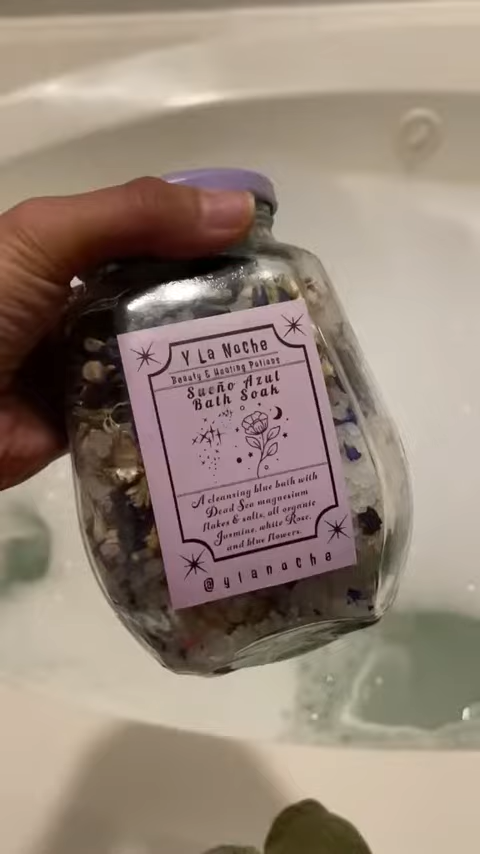 Y La Noche
Beauty & Healing Potions
Sueño Azul
Bath Soak
A cleansing blue bath with
Dead Sea magnesium
flakes & salts, all organic
Jasmine, white Rose,
and blue flowers.
@ylanocha